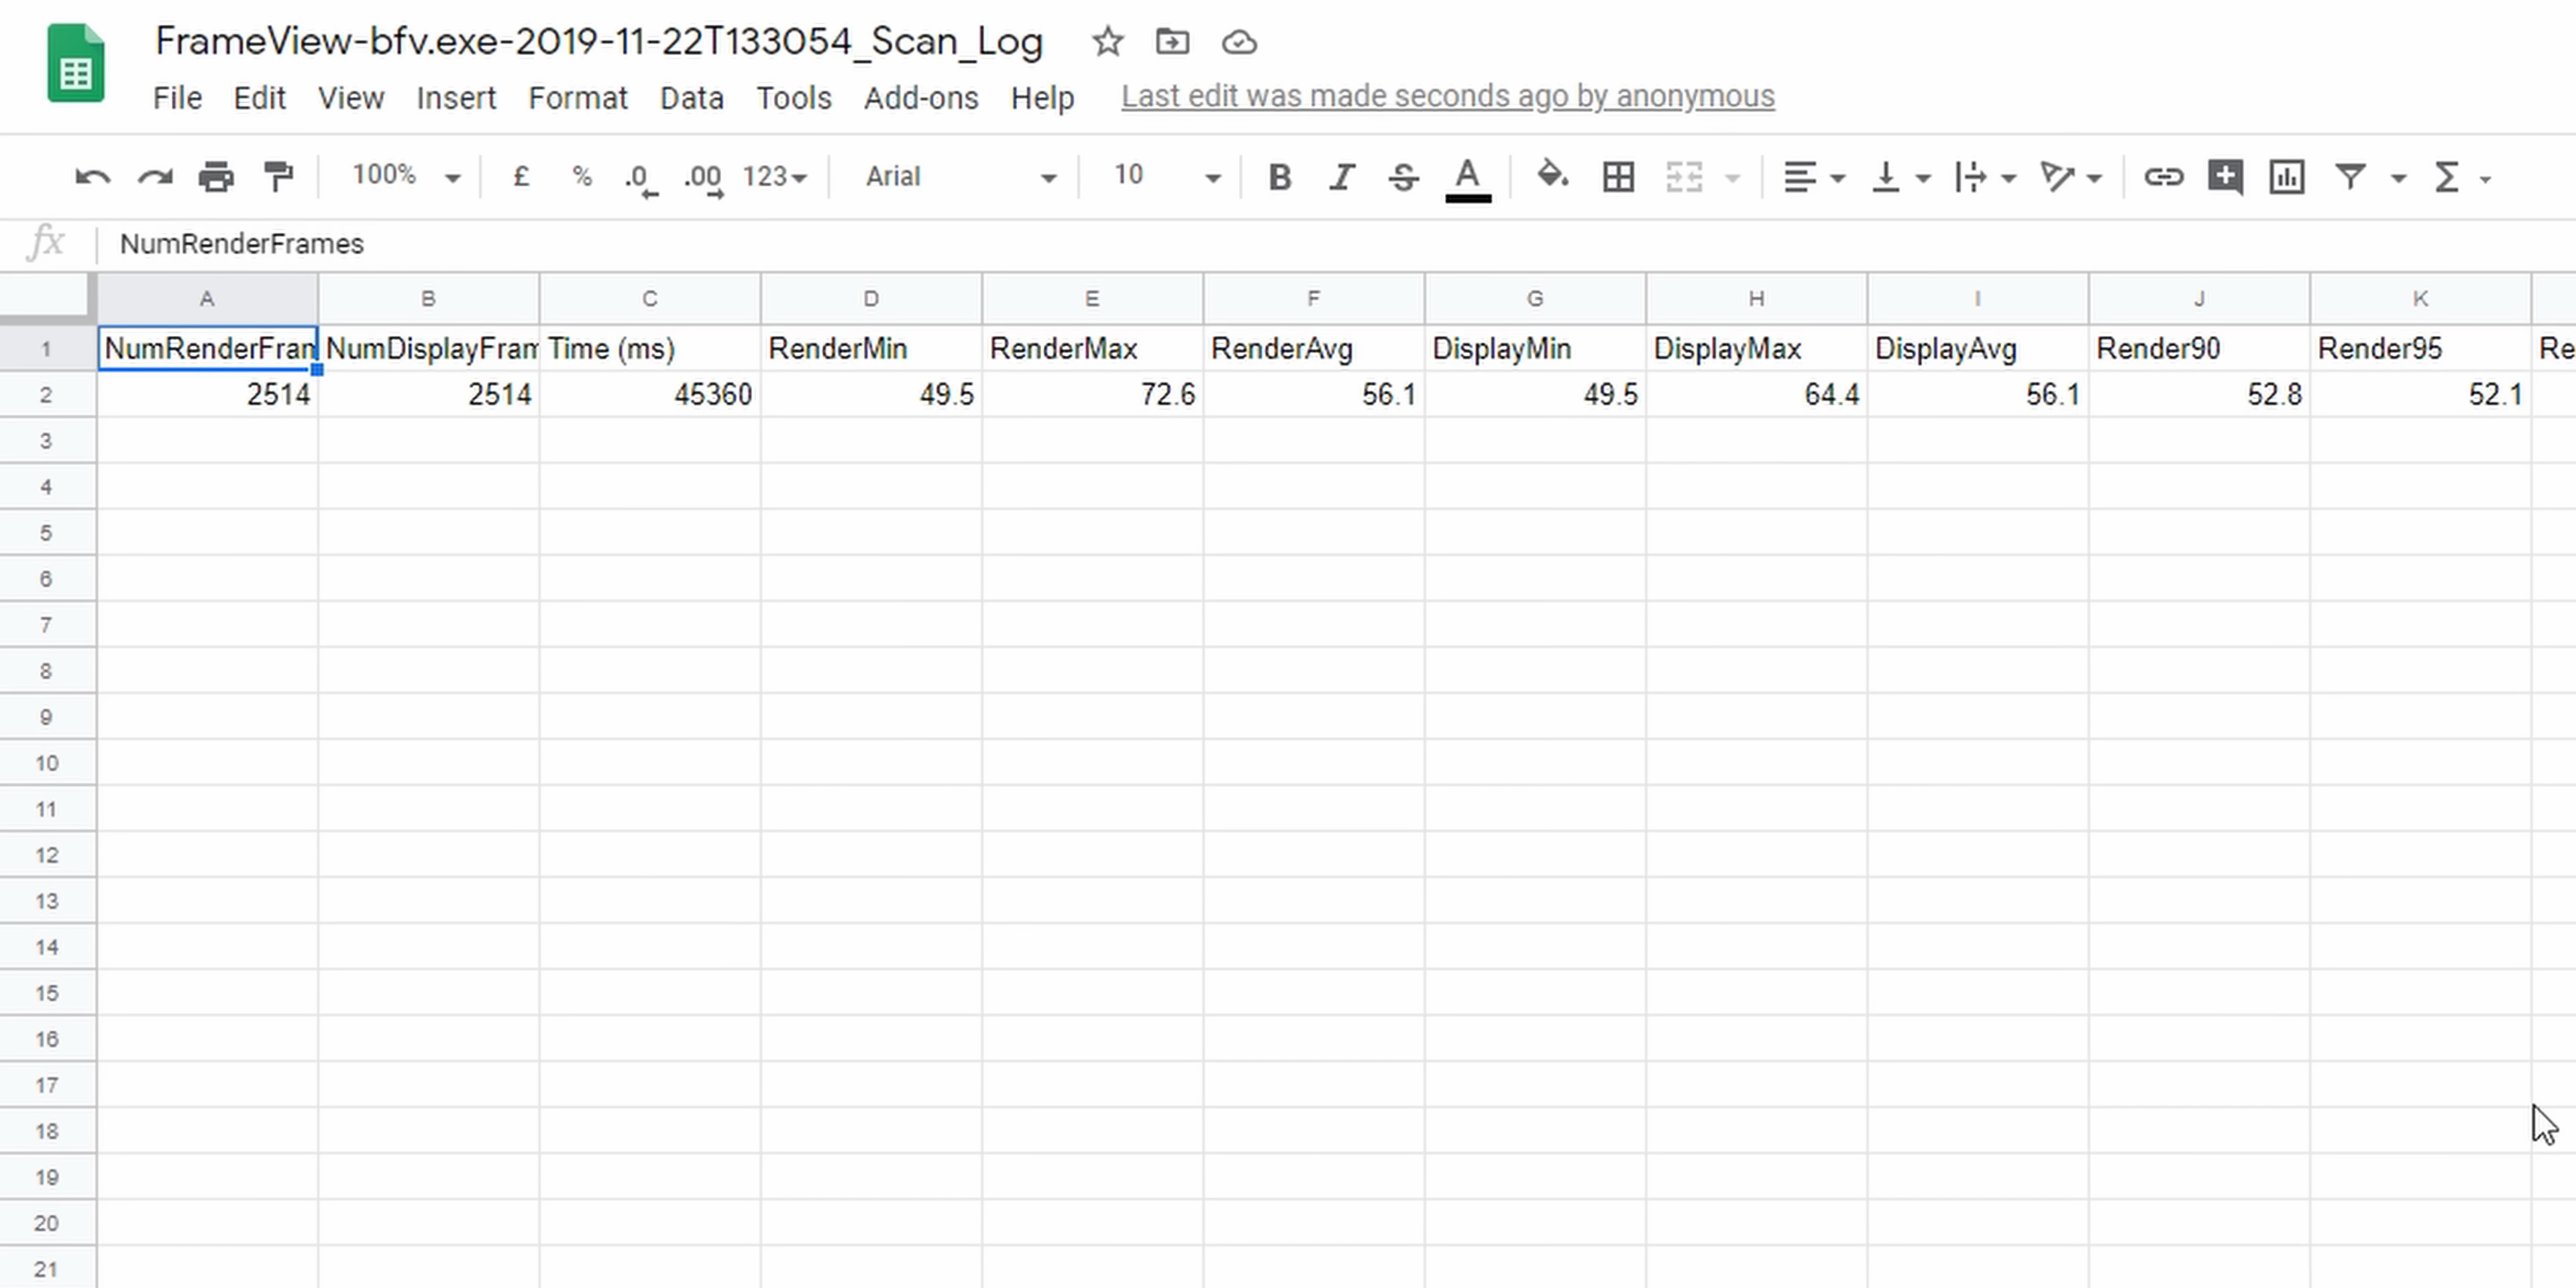 FrameView-bfv.exe-2019-11-22T133054_Scan_Log
File Edit View Insert Format Data Tools Add-ons Help Last edit was made seconds ago by anonymous
100% £ % .0 .00 123 Arial 10 B I S A Σ
fx NumRenderFrames
A B C D E F G H I J K
1 NumRenderFran NumDisplayFram Time (ms) RenderMin RenderMax RenderAvg DisplayMin DisplayMax DisplayAvg Render90 Render95 Re
2 2514 2514 45360 49.5 72.6 56.1 49.5 64.4 56.1 52.8 52.1
3
4
5
6
7
8
9
10
11
12
13
14
15
16
17
18
19
20
21